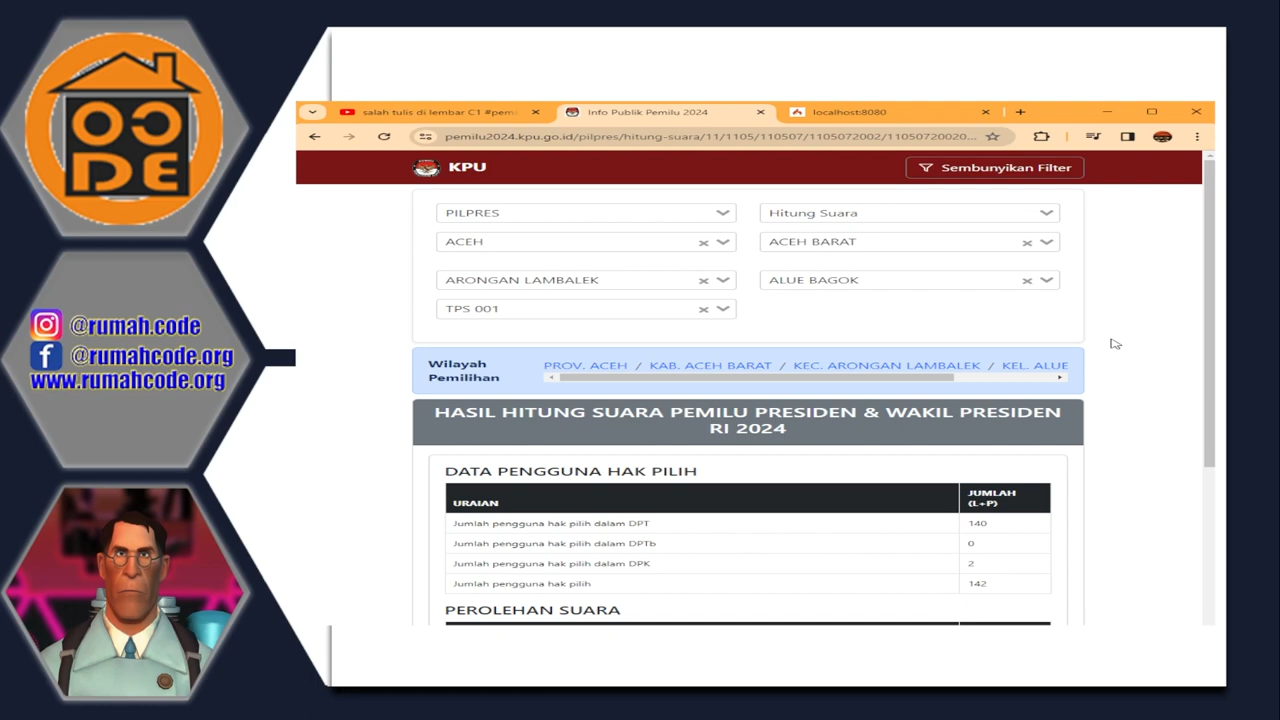 CODE
@rumah.code
@rumahcode.org
www.rumahcode.org
salah tulis di lembar C1 #pemi
Info Publik Pemilu 2024
localhost:8080
pemilu2024.kpu.go.id/pilpres/hitung-suara/11/1105/110507/1105072002/11050720020...
KPU
Sembunyikan Filter
PILPRES
Hitung Suara
ACEH
ACEH BARAT
ARONGAN LAMBALEK
ALUE BAGOK
TPS 001
Wilayah
Pemilihan
PROV. ACEH / KAB. ACEH BARAT / KEC. ARONGAN LAMBALEK / KEL. ALUE
HASIL HITUNG SUARA PEMILU PRESIDEN & WAKIL PRESIDEN
RI 2024
DATA PENGGUNA HAK PILIH
URAIAN
JUMLAH
(L+P)
Jumlah pengguna hak pilih dalam DPT 140
Jumlah pengguna hak pilih dalam DPTb 0
Jumlah pengguna hak pilih dalam DPK 2
Jumlah pengguna hak pilih 142
PEROLEHAN SUARA